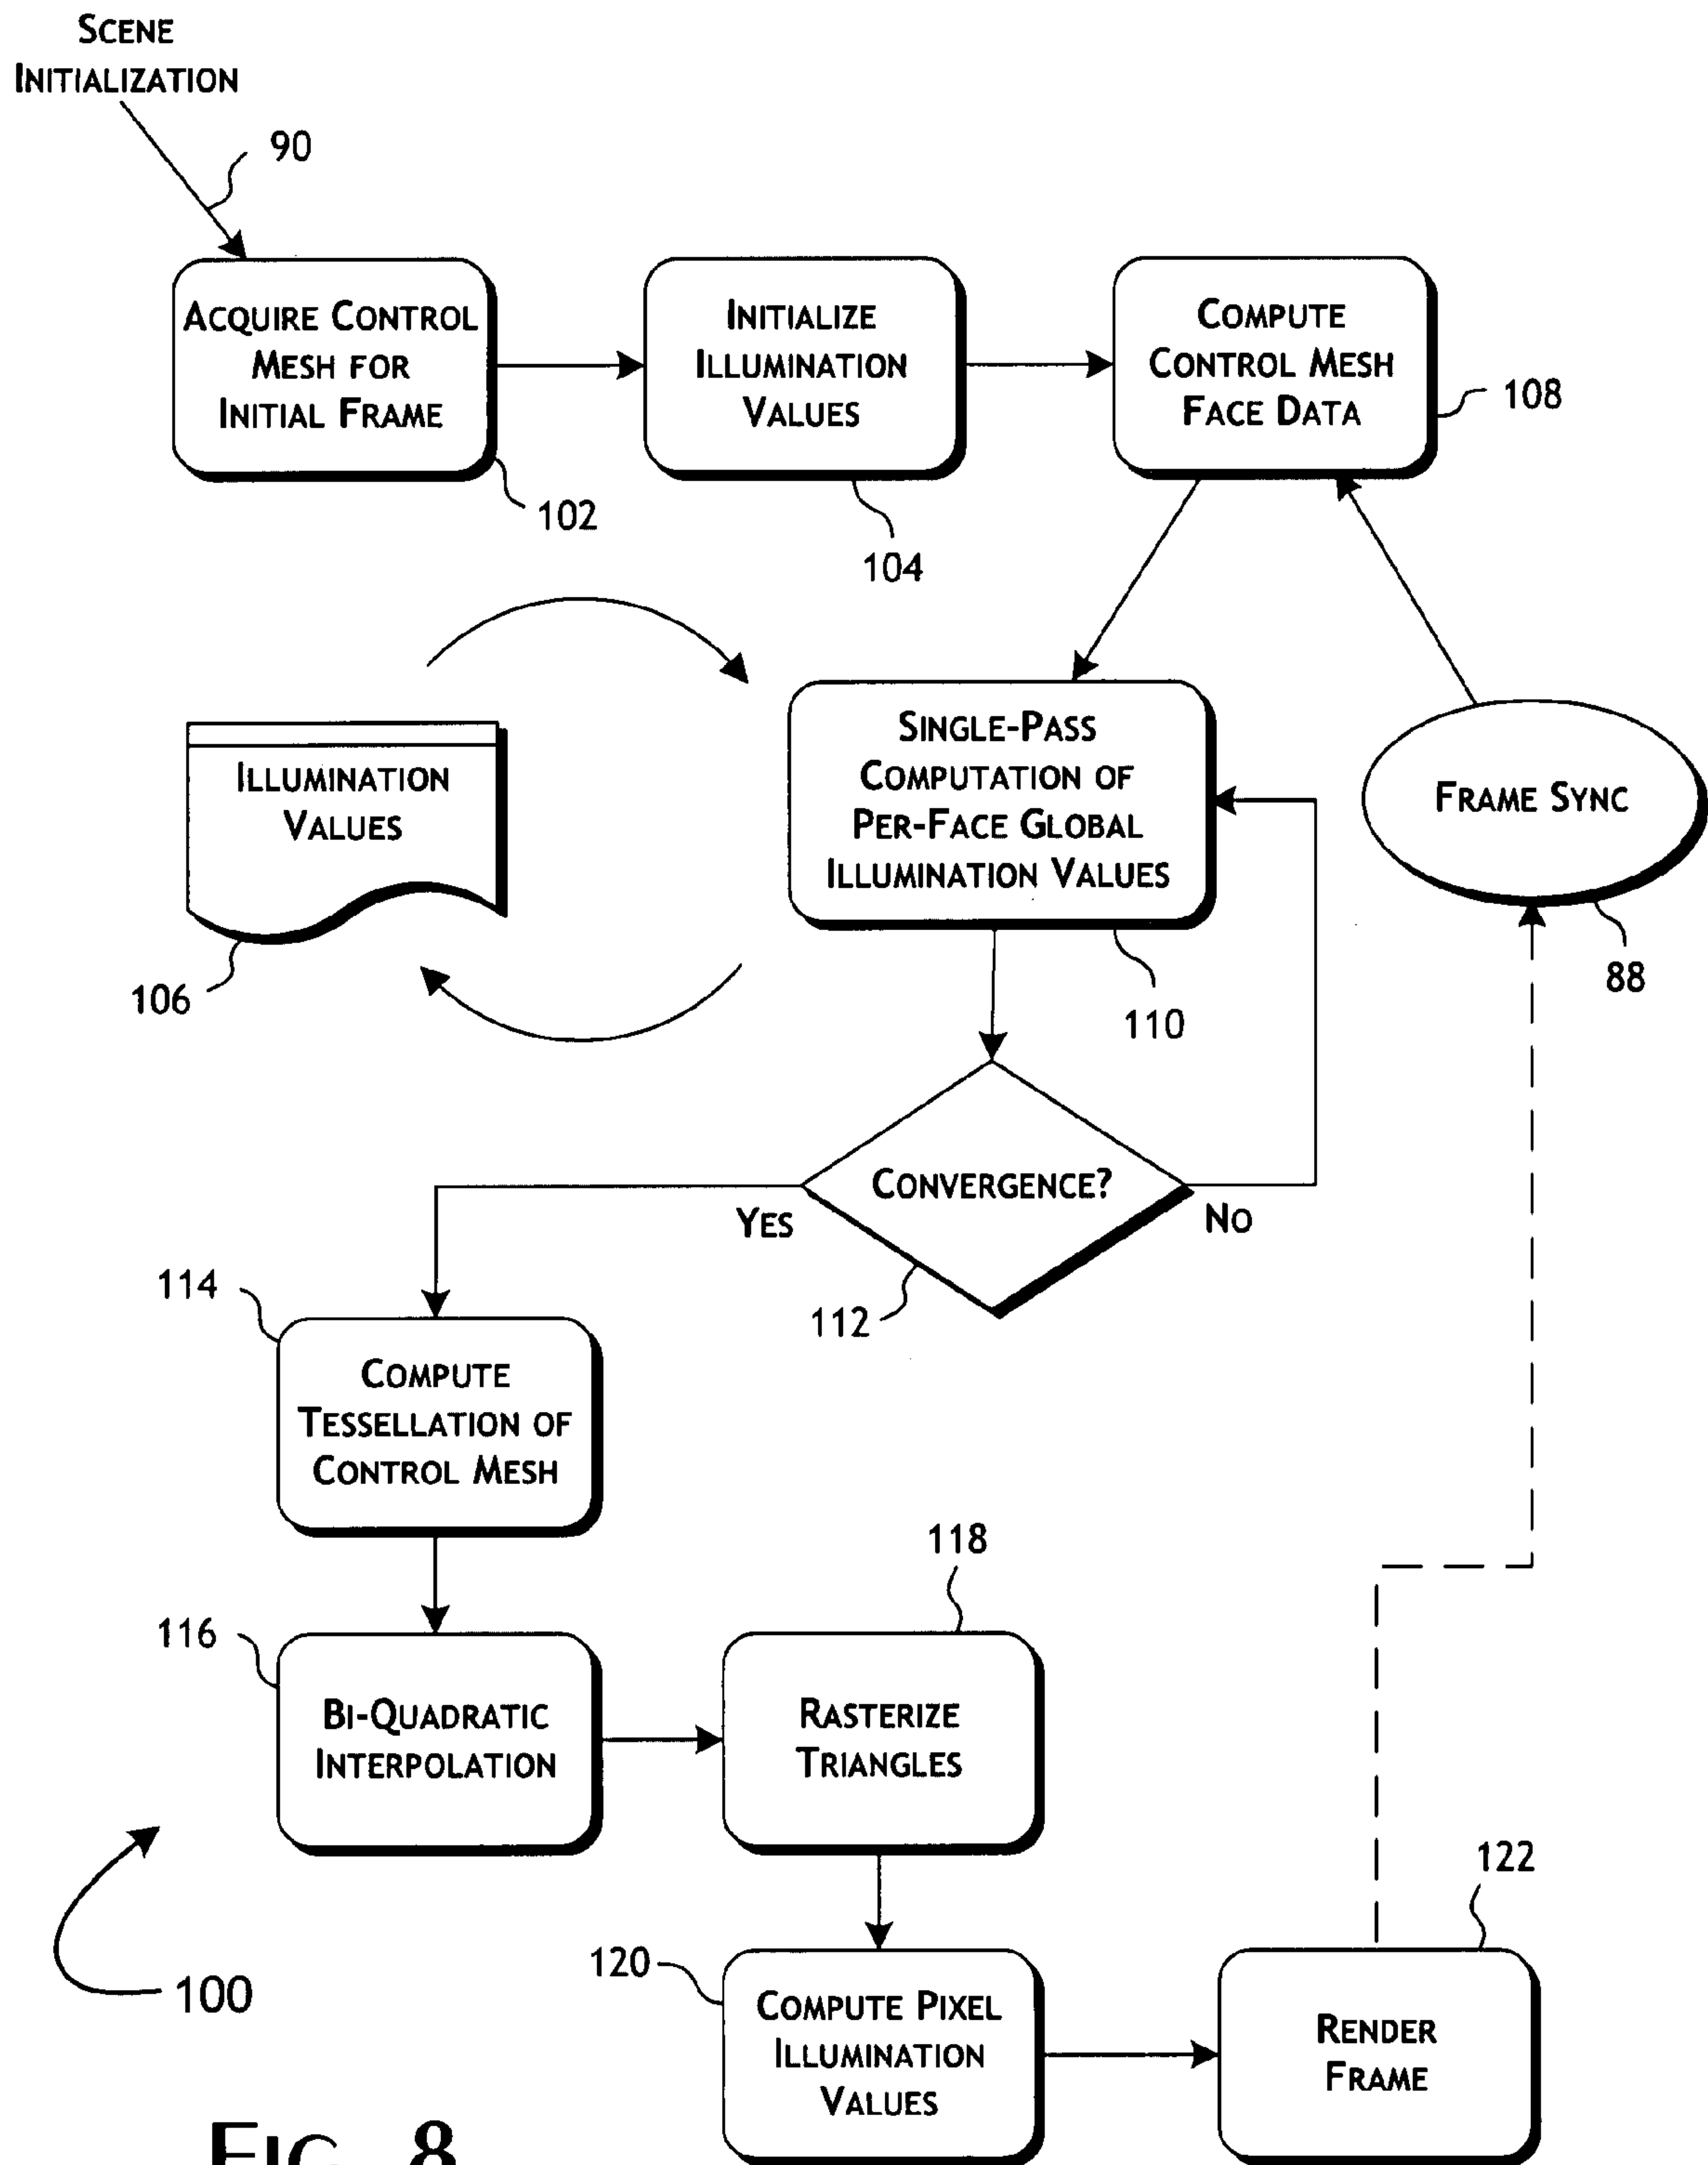 SCENE
INITIALIZATION
90
ACQUIRE CONTROL
MESH FOR
INITIAL FRAME
102
INITIALIZE
ILLUMINATION
VALUES
104
COMPUTE
CONTROL MESH
FACE DATA
108
ILLUMINATION
VALUES
106
SINGLE-PASS
COMPUTATION OF
PER-FACE GLOBAL
ILLUMINATION VALUES
110
FRAME SYNC
88
CONVERGENCE?
YES
NO
112
114
COMPUTE
TESSELLATION OF
CONTROL MESH
116
BI-QUADRATIC
INTERPOLATION
118
RASTERIZE
TRIANGLES
120
COMPUTE PIXEL
ILLUMINATION
VALUES
122
RENDER
FRAME
100
FIG. 8